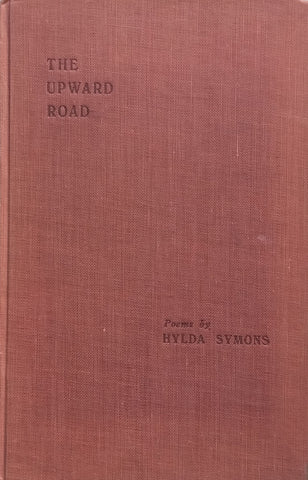 THE
UPWARD
ROAD
Poems by
HYLDA SYMONS